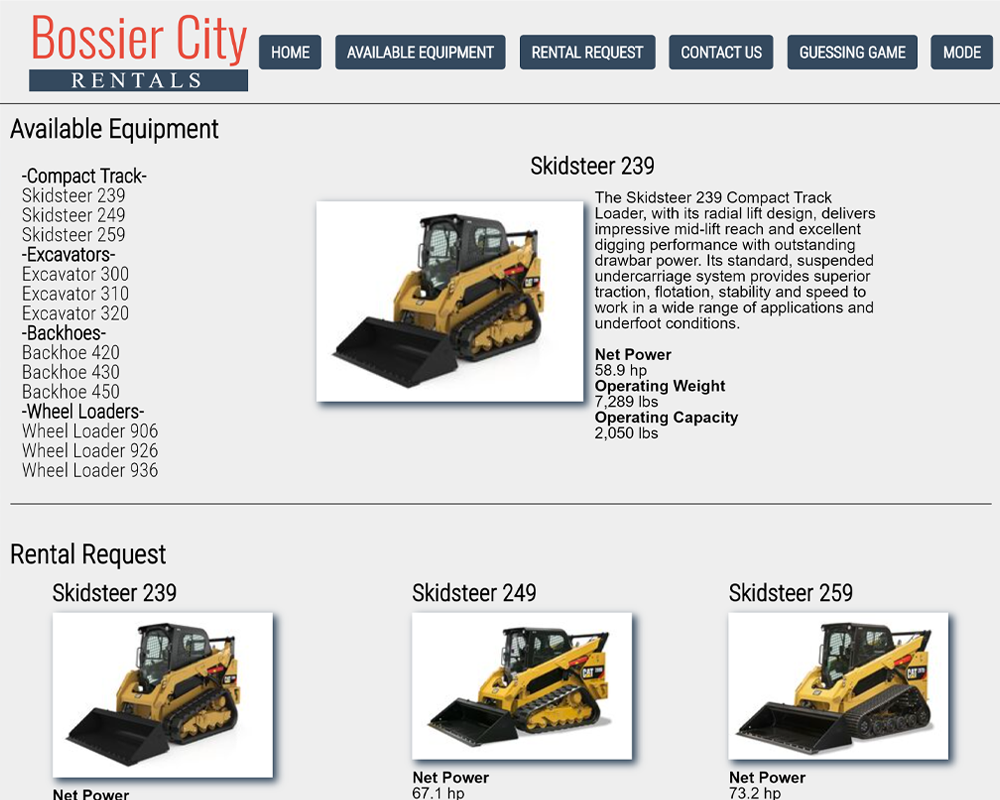 Bossier City
RENTALS
HOME
AVAILABLE EQUIPMENT
RENTAL REQUEST
CONTACT US
GUESSING GAME
MODE
Available Equipment
-Compact Track-
Skidsteer 239
Skidsteer 249
Skidsteer 259
-Excavators-
Excavator 300
Excavator 310
Excavator 320
-Backhoes-
Backhoe 420
Backhoe 430
Backhoe 450
-Wheel Loaders-
Wheel Loader 906
Wheel Loader 926
Wheel Loader 936
Skidsteer 239
The Skidsteer 239 Compact Track
Loader, with its radial lift design, delivers
impressive mid-lift reach and excellent
digging performance with outstanding
drawbar power. Its standard, suspended
undercarriage system provides superior
traction, flotation, stability and speed to
work in a wide range of applications and
underfoot conditions.
Net Power
58.9 hp
Operating Weight
7,289 lbs
Operating Capacity
2,050 lbs
Rental Request
Skidsteer 239
Net Power
Skidsteer 249
CAT
Net Power
67.1 hp
Skidsteer 259
CAT
Net Power
73.2 hp